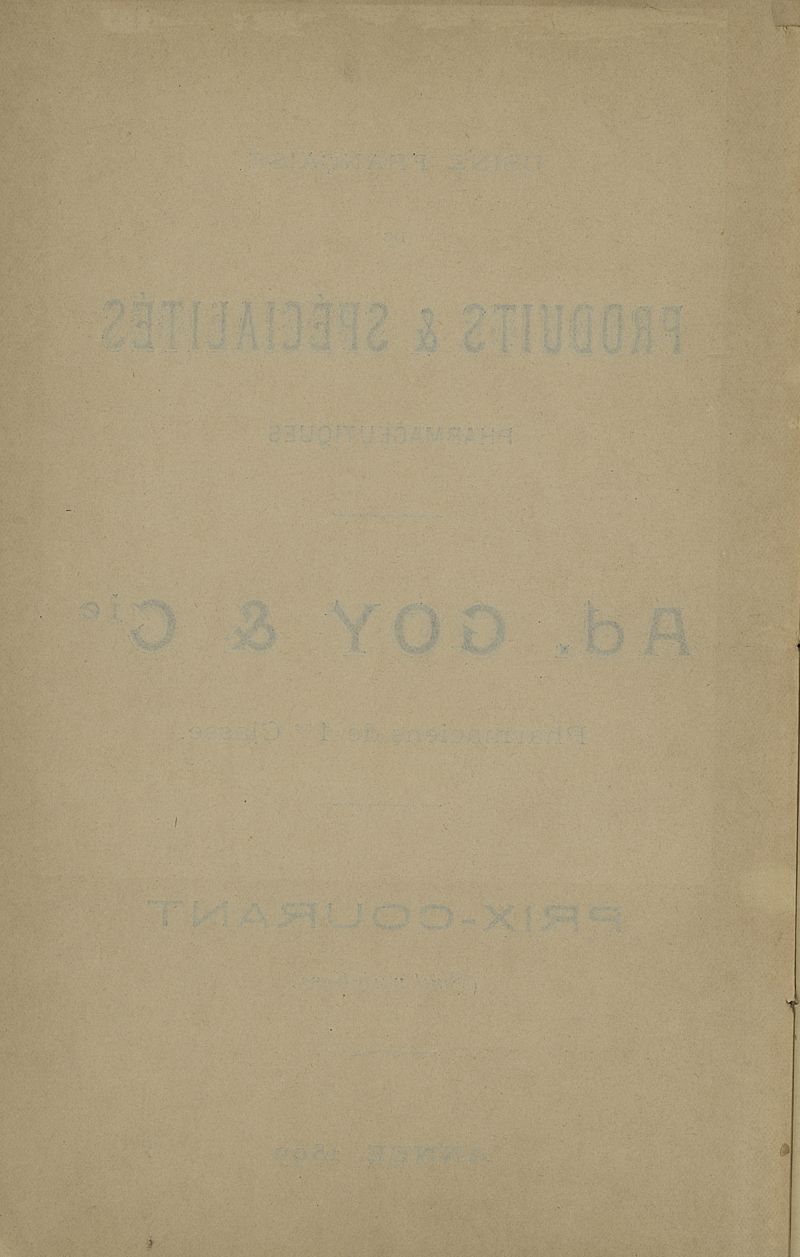 USINE FRANÇAISE
DE
PRODUITS & SPÉCIALITÉS
PHARMACEUTIQUES
Ad. GOY & Cie
Pharmaciens de 1re Classe.
PRIX-COURANT
ANNÉE